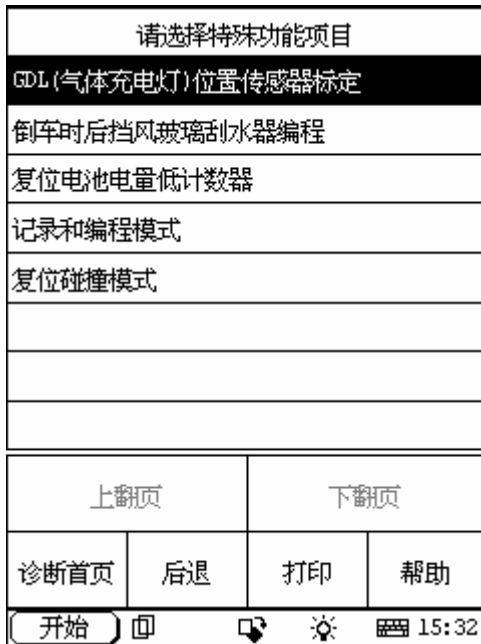 请选择特殊功能项目
GDL(气体充电灯)位置传感器标定
倒车时后挡风玻璃刮水器编程
复位电池电量低计数器
记录和编程模式
复位碰撞模式
上翻页 下翻页
诊断首页 后退 打印 帮助
开始 15:32